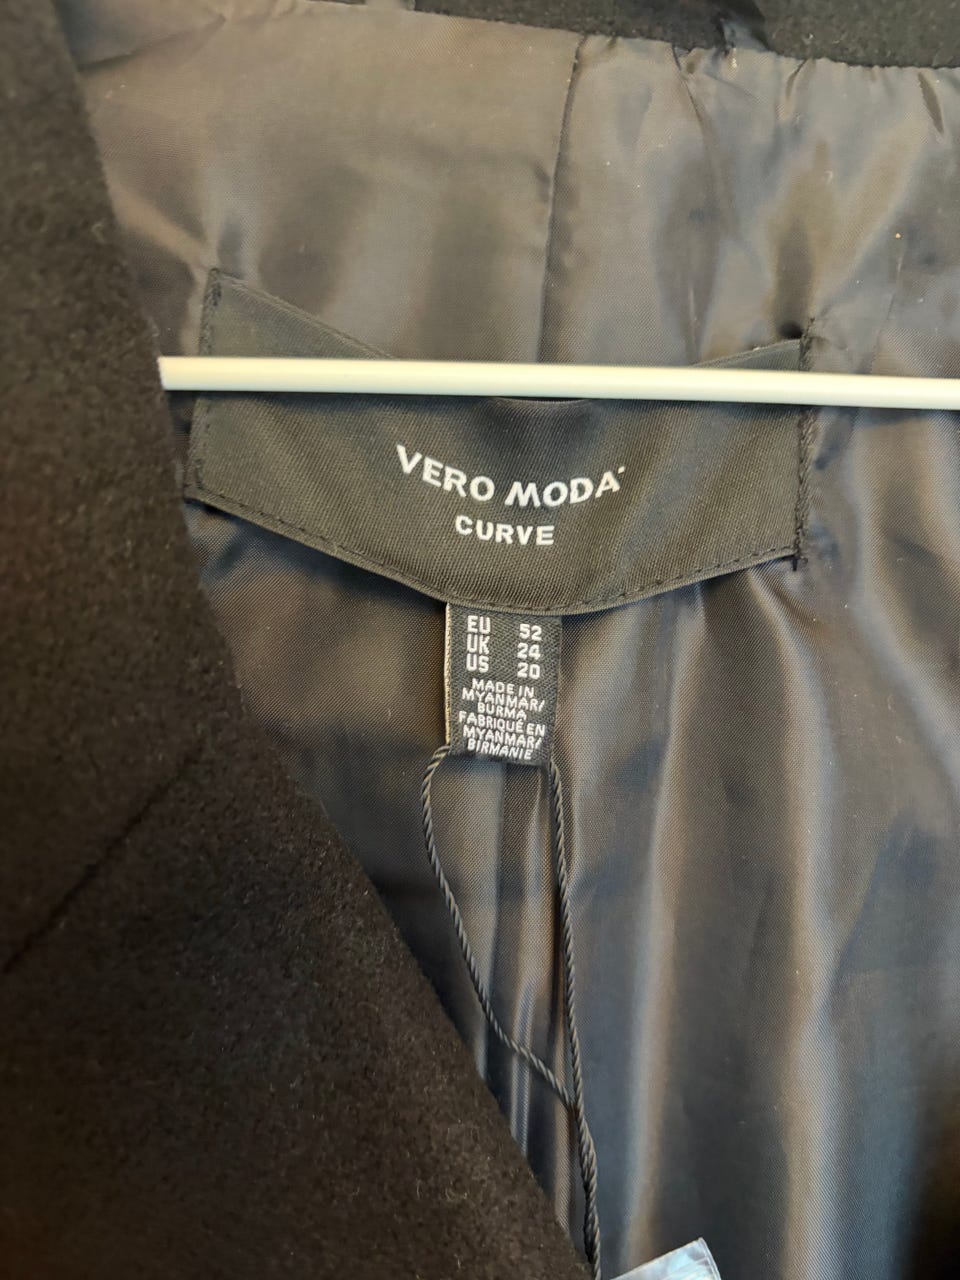 VERO MODA
CURVE
EU 52
UK 24
US 20
MADE IN
MYANMAR/
BURMA
FABRIQUÉ EN
MYANMAR/
BIRMANIE